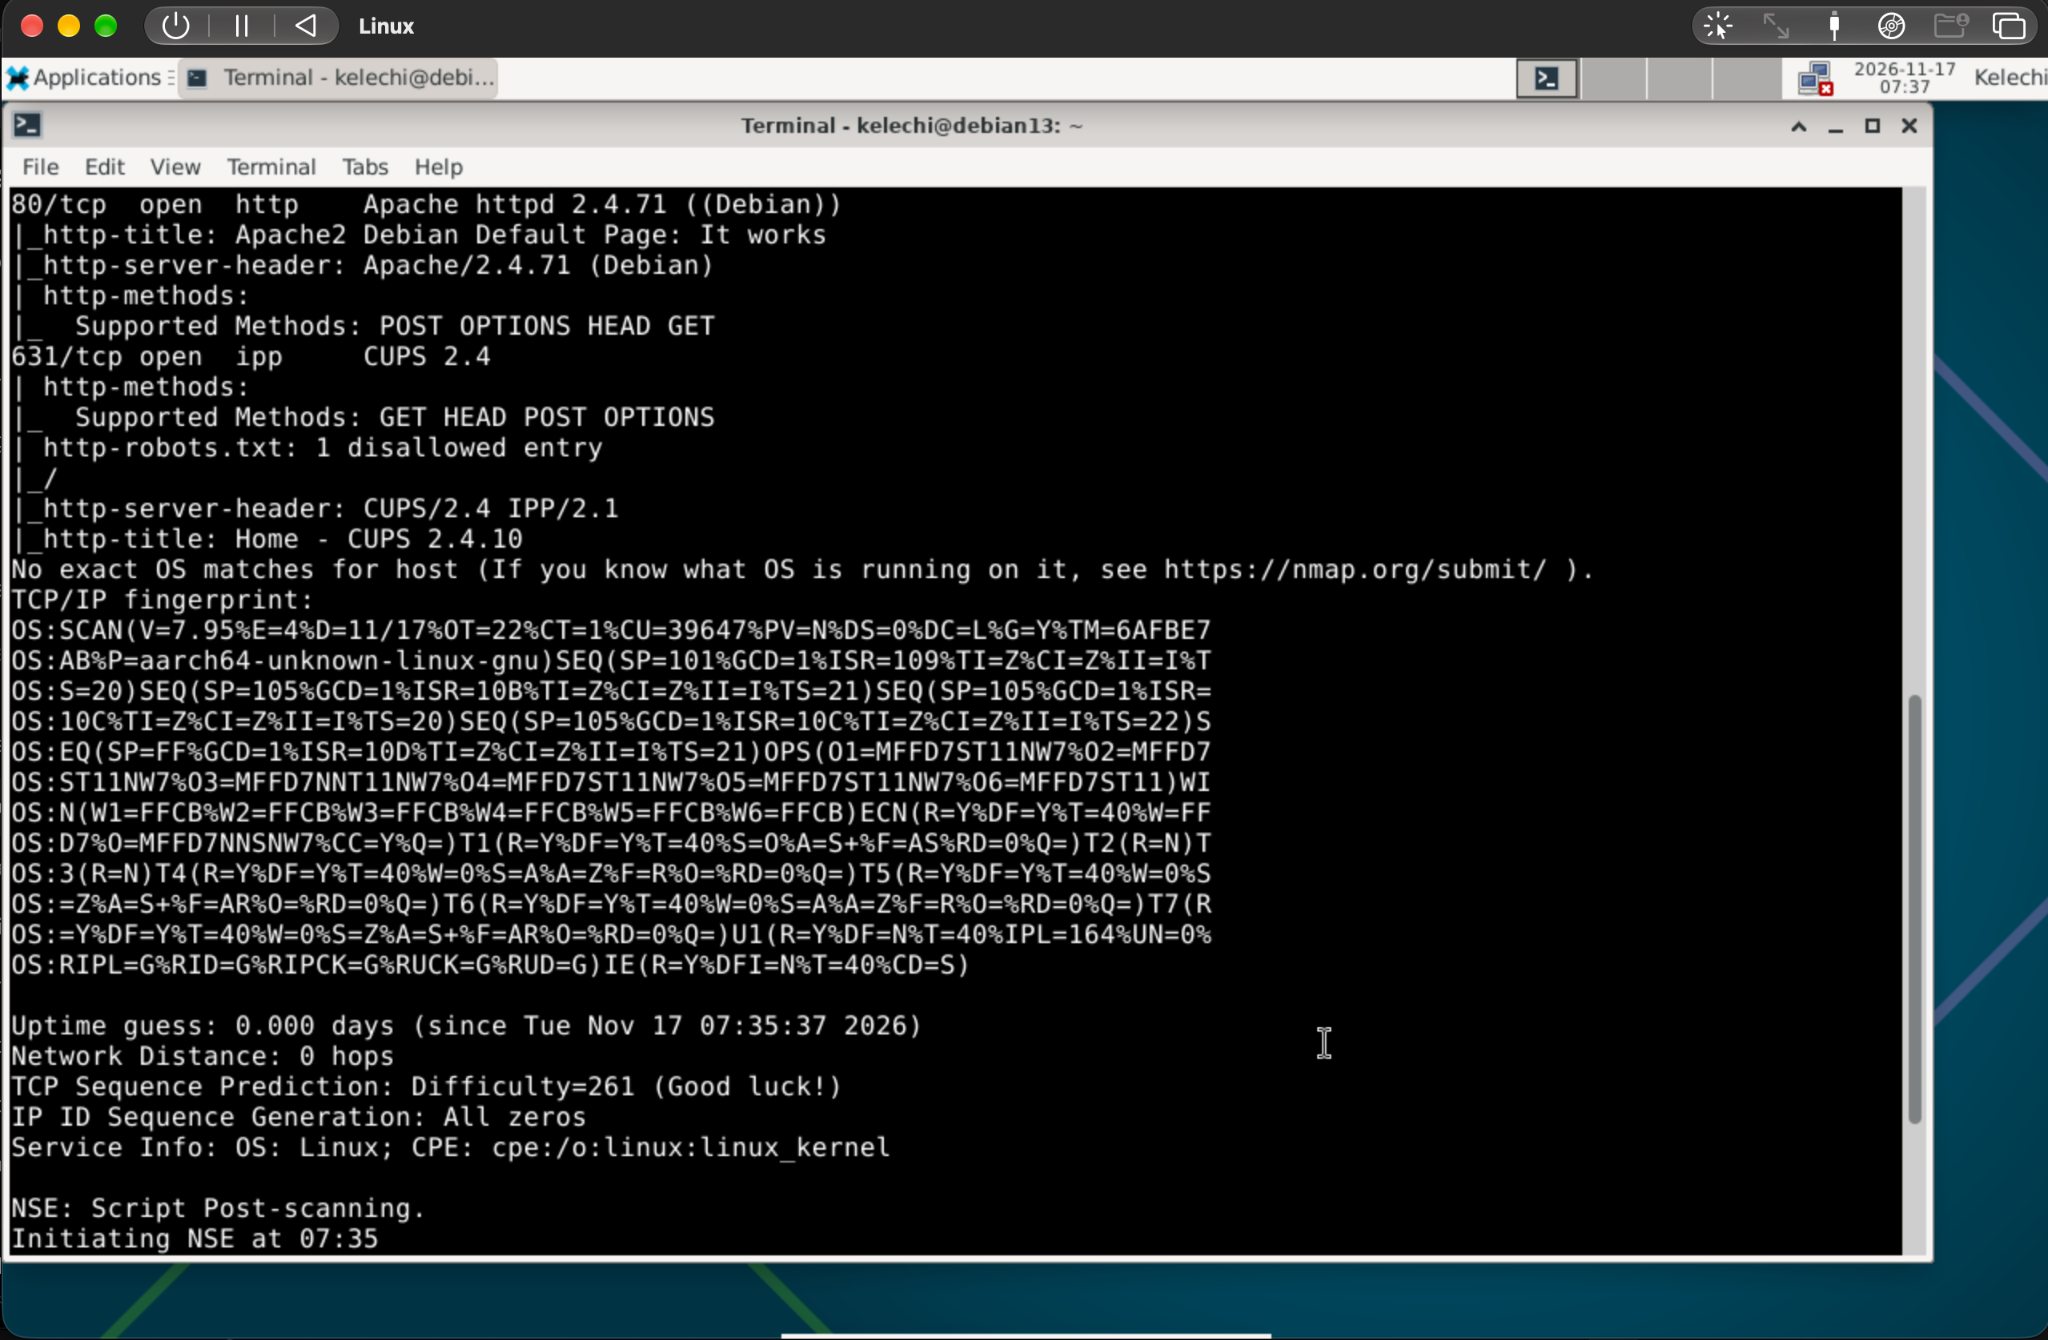 Linux
Applications
Terminal - kelechi@debi...
2026-11-17
07:37
Kelechi
Terminal - kelechi@debian13: ~
File Edit View Terminal Tabs Help
80/tcp  open  http    Apache httpd 2.4.71 ((Debian))
|_http-title: Apache2 Debian Default Page: It works
|_http-server-header: Apache/2.4.71 (Debian)
| http-methods:
|_  Supported Methods: POST OPTIONS HEAD GET
631/tcp open  ipp     CUPS 2.4
| http-methods:
|_  Supported Methods: GET HEAD POST OPTIONS
| http-robots.txt: 1 disallowed entry
|_/
|_http-server-header: CUPS/2.4 IPP/2.1
|_http-title: Home - CUPS 2.4.10
No exact OS matches for host (If you know what OS is running on it, see https://nmap.org/submit/ ).
TCP/IP fingerprint:
OS:SCAN(V=7.95%E=4%D=11/17%OT=22%CT=1%CU=39647%PV=N%DS=0%DC=L%G=Y%TM=6AFBE7
OS:AB%P=aarch64-unknown-linux-gnu)SEQ(SP=101%GCD=1%ISR=109%TI=Z%CI=Z%II=I%T
OS:S=20)SEQ(SP=105%GCD=1%ISR=10B%TI=Z%CI=Z%II=I%TS=21)SEQ(SP=105%GCD=1%ISR=
OS:10C%TI=Z%CI=Z%II=I%TS=20)SEQ(SP=105%GCD=1%ISR=10C%TI=Z%CI=Z%II=I%TS=22)S
OS:EQ(SP=FF%GCD=1%ISR=10D%TI=Z%CI=Z%II=I%TS=21)OPS(O1=MFFD7ST11NW7%O2=MFFD7
OS:ST11NW7%O3=MFFD7NNT11NW7%O4=MFFD7ST11NW7%O5=MFFD7ST11NW7%O6=MFFD7ST11)WI
OS:N(W1=FFCB%W2=FFCB%W3=FFCB%W4=FFCB%W5=FFCB%W6=FFCB)ECN(R=Y%DF=Y%T=40%W=FF
OS:D7%O=MFFD7NNSNW7%CC=Y%Q=)T1(R=Y%DF=Y%T=40%S=O%A=S+%F=AS%RD=0%Q=)T2(R=N)T
OS:3(R=N)T4(R=Y%DF=Y%T=40%W=0%S=A%A=Z%F=R%O=%RD=0%Q=)T5(R=Y%DF=Y%T=40%W=0%S
OS:=Z%A=S+%F=AR%O=%RD=0%Q=)T6(R=Y%DF=Y%T=40%W=0%S=A%A=Z%F=R%O=%RD=0%Q=)T7(R
OS:=Y%DF=Y%T=40%W=0%S=Z%A=S+%F=AR%O=%RD=0%Q=)U1(R=Y%DF=N%T=40%IPL=164%UN=0%
OS:RIPL=G%RID=G%RIPCK=G%RUCK=G%RUD=G)IE(R=Y%DFI=N%T=40%CD=S)
Uptime guess: 0.000 days (since Tue Nov 17 07:35:37 2026)
Network Distance: 0 hops
TCP Sequence Prediction: Difficulty=261 (Good luck!)
IP ID Sequence Generation: All zeros
Service Info: OS: Linux; CPE: cpe:/o:linux:linux_kernel
NSE: Script Post-scanning.
Initiating NSE at 07:35